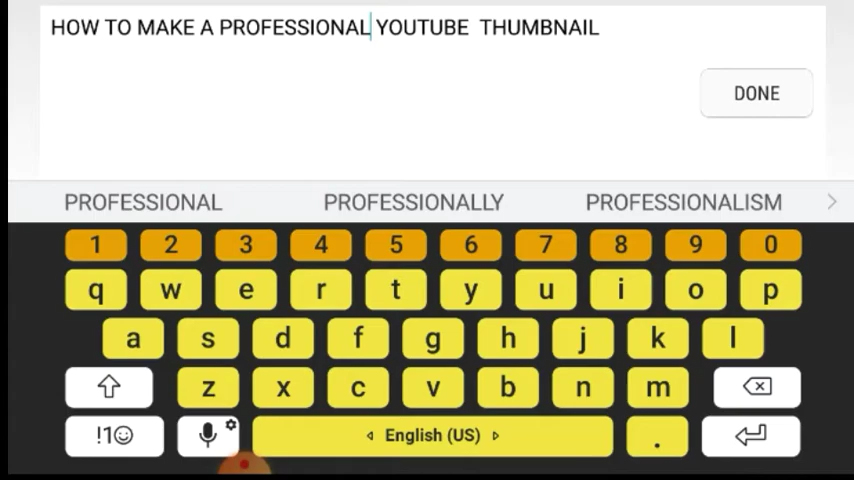 HOW TO MAKE A PROFESSIONAL YOUTUBE  THUMBNAIL
DONE
PROFESSIONAL PROFESSIONALLY PROFESSIONALISM
1 2 3 4 5 6 7 8 9 0
q w e r t y u i o p
a s d f g h j k l
z x c v b n m
!1☺ English (US) .